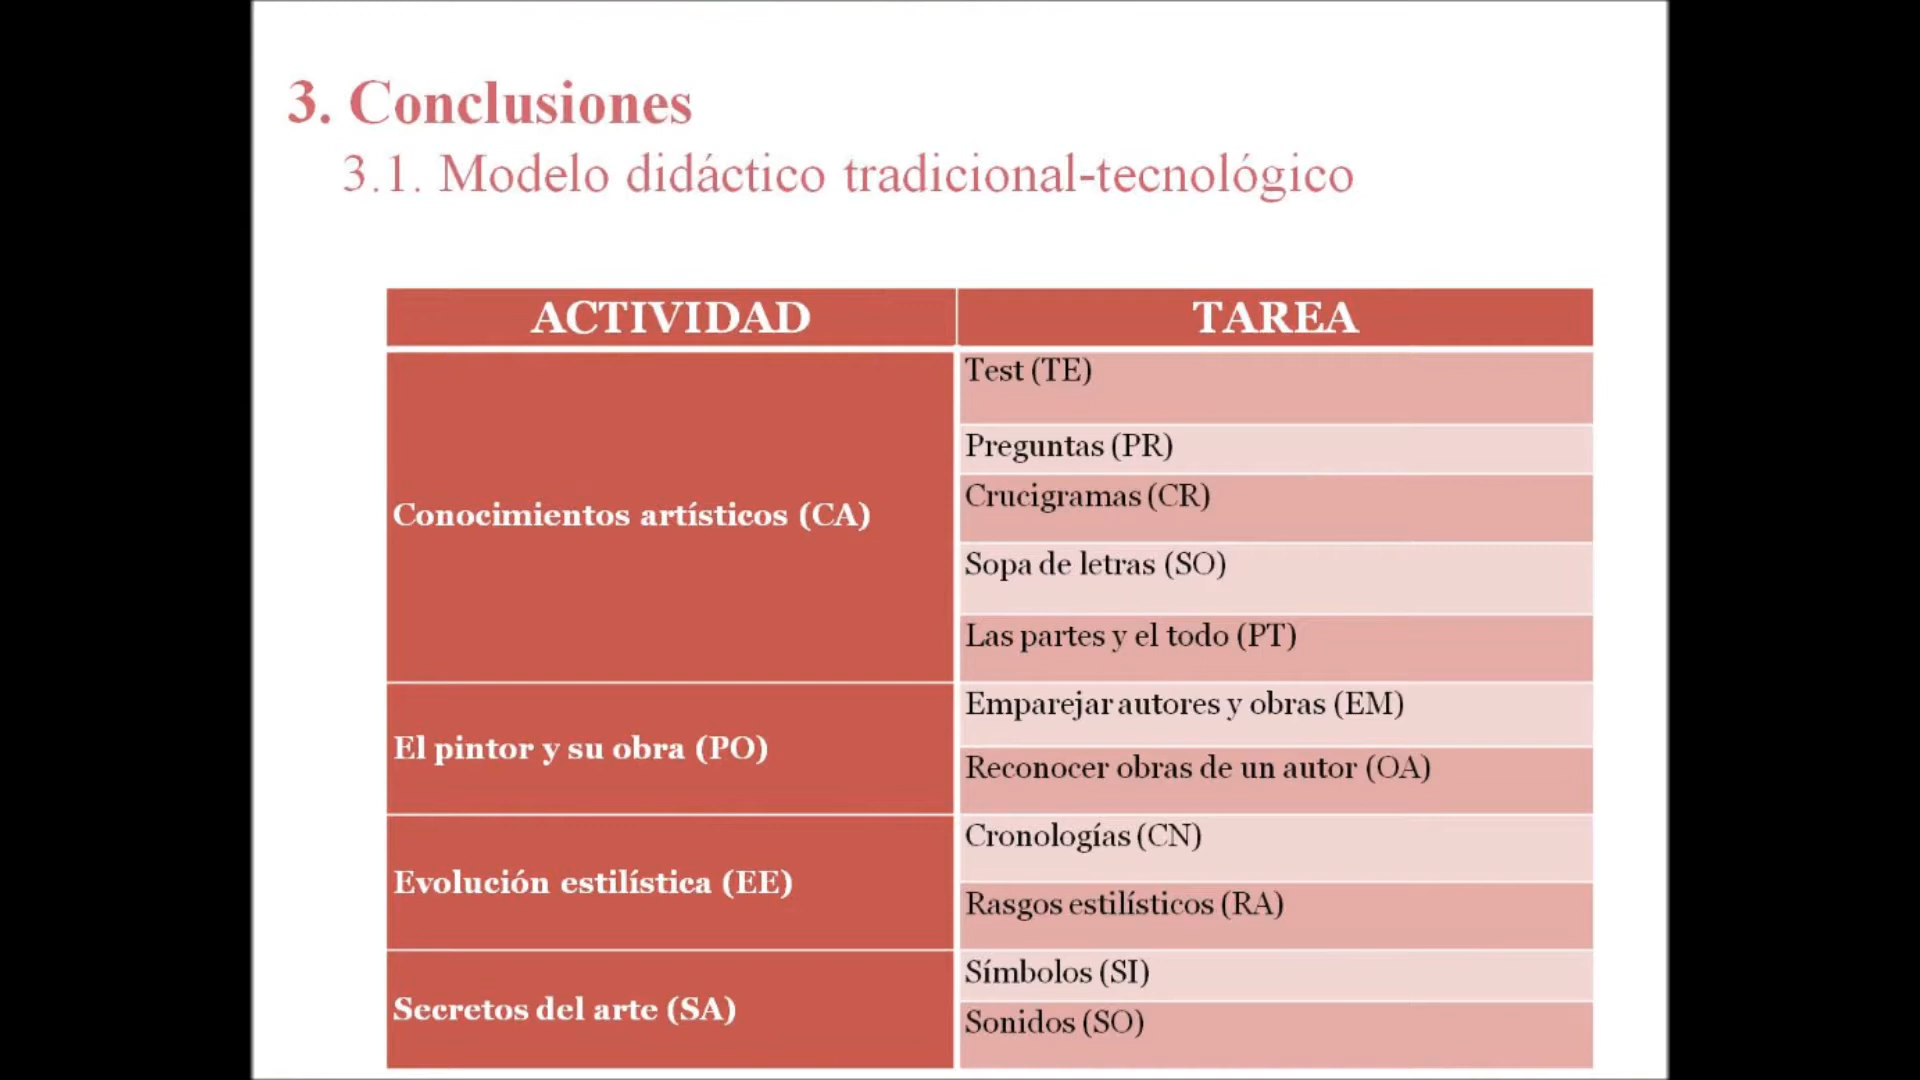 3. Conclusiones
3.1. Modelo didáctico tradicional-tecnológico
ACTIVIDAD
TAREA
Conocimientos artísticos (CA)
Test (TE)
Preguntas (PR)
Crucigramas (CR)
Sopa de letras (SO)
Las partes y el todo (PT)
El pintor y su obra (PO)
Emparejar autores y obras (EM)
Reconocer obras de un autor (OA)
Evolución estilística (EE)
Cronologías (CN)
Rasgos estilísticos (RA)
Secretos del arte (SA)
Símbolos (SI)
Sonidos (SO)